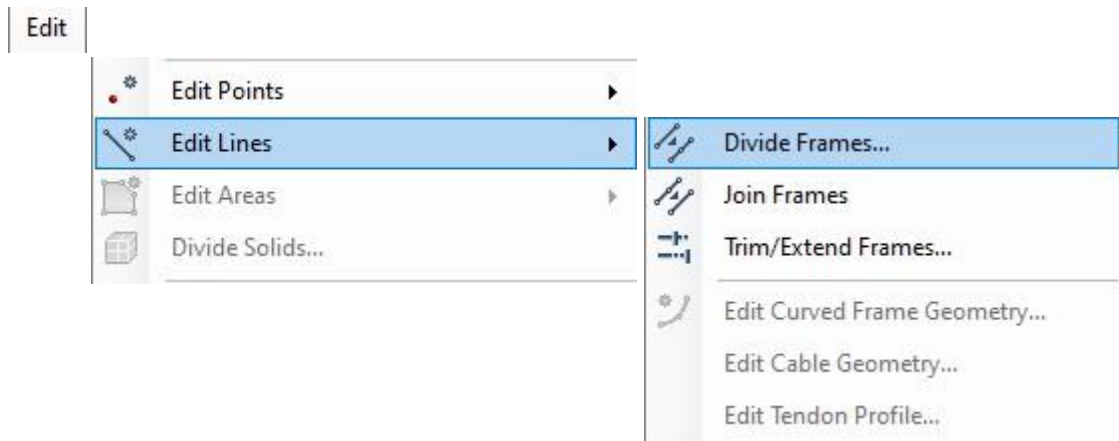 Edit
Edit Points
Edit Lines
Edit Areas
Divide Solids...
Divide Frames...
Join Frames
Trim/Extend Frames...
Edit Curved Frame Geometry...
Edit Cable Geometry...
Edit Tendon Profile...